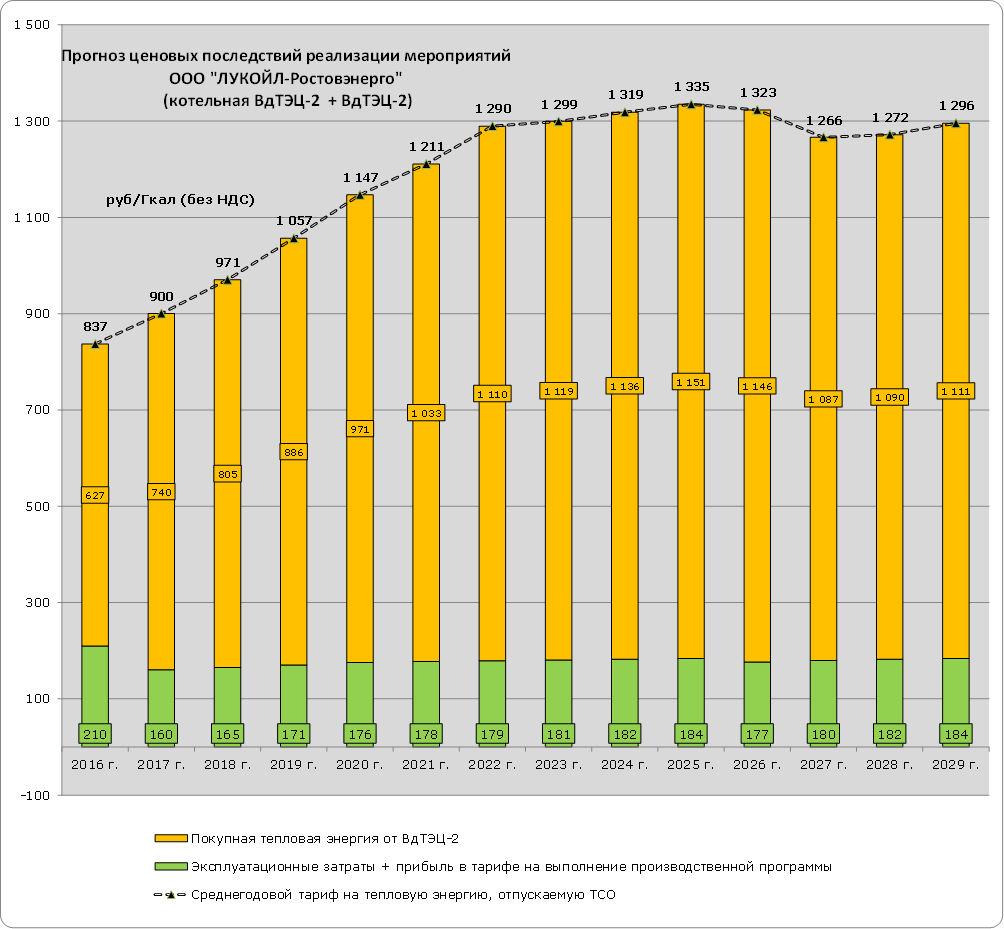 1 500
Прогноз ценовых последствий реализации мероприятий
ООО "ЛУКОЙЛ-Ростовэнерго"
(котельная ВдТЭЦ-2 + ВдТЭЦ-2)
1 335
1 323
1 319
1 299
1 290
1 296
1 272
1 266
1 300
1 211
1 147
руб/Гкал (без НДС)
1 057
1 100
971
900
900
837
700
627
740
805
886
971
1 033
1 110
1 119
1 136
1 151
1 146
1 087
1 090
1 111
500
300
100
210
160
165
171
176
178
179
181
182
184
177
180
182
184
2016 г.
2017 г.
2018 г.
2019 г.
2020 г.
2021 г.
2022 г.
2023 г.
2024 г.
2025 г.
2026 г.
2027 г.
2028 г.
2029 г.
-100
Покупная тепловая энергия от ВдТЭЦ-2
Эксплуатационные затраты + прибыль в тарифе на выполнение производственной программы
Среднегодовой тариф на тепловую энергию, отпускаемую ТСО